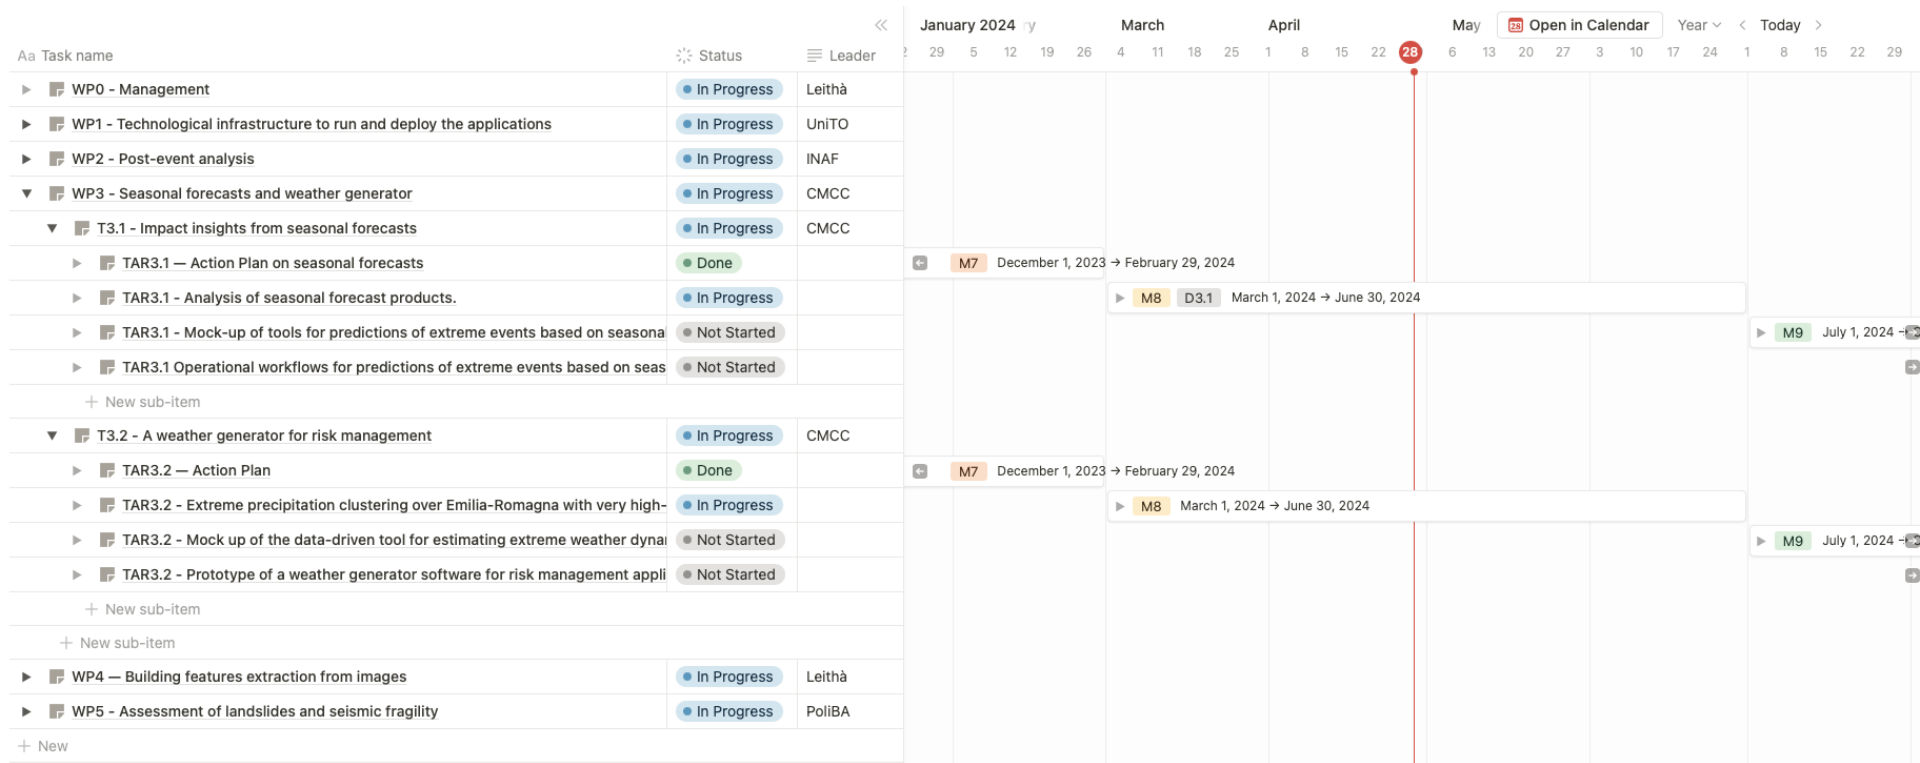 January 2024 ry March April May Open in Calendar Year Today
Aa Task name Status Leader 29 5 12 19 26 4 11 18 25 1 8 15 22 28 6 13 20 27 3 10 17 24 1 8 15 22 29
WP0 - Management In Progress Leithà
WP1 - Technological infrastructure to run and deploy the applications In Progress UniTO
WP2 - Post-event analysis In Progress INAF
WP3 - Seasonal forecasts and weather generator In Progress CMCC
T3.1 - Impact insights from seasonal forecasts In Progress CMCC
TAR3.1 — Action Plan on seasonal forecasts Done M7 December 1, 2023 → February 29, 2024
TAR3.1 - Analysis of seasonal forecast products. In Progress M8 D3.1 March 1, 2024 → June 30, 2024
TAR3.1 - Mock-up of tools for predictions of extreme events based on seasona Not Started M9 July 1, 2024
TAR3.1 Operational workflows for predictions of extreme events based on seas Not Started
+ New sub-item
T3.2 - A weather generator for risk management In Progress CMCC
TAR3.2 — Action Plan Done M7 December 1, 2023 → February 29, 2024
TAR3.2 - Extreme precipitation clustering over Emilia-Romagna with very high- In Progress M8 March 1, 2024 → June 30, 2024
TAR3.2 - Mock up of the data-driven tool for estimating extreme weather dyna Not Started M9 July 1, 2024
TAR3.2 - Prototype of a weather generator software for risk management appli Not Started
+ New sub-item
+ New sub-item
WP4 — Building features extraction from images In Progress Leithà
WP5 - Assessment of landslides and seismic fragility In Progress PoliBA
+ New